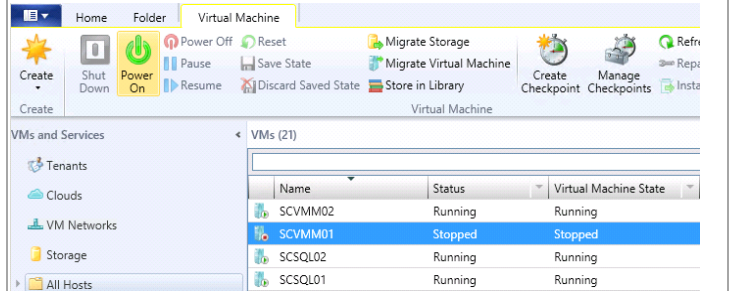 Home Folder Virtual Machine
Create
Shut Down
Power On
Power Off
Pause
Resume
Reset
Save State
Discard Saved State
Migrate Storage
Migrate Virtual Machine
Store in Library
Create Checkpoint
Manage Checkpoints
Refre
Repa
Insta
Create
Virtual Machine
VMs and Services
Tenants
Clouds
VM Networks
Storage
All Hosts
VMs (21)
Name Status Virtual Machine State
SCVMM02 Running Running
SCVMM01 Stopped Stopped
SCSQL02 Running Running
SCSQL01 Running Running